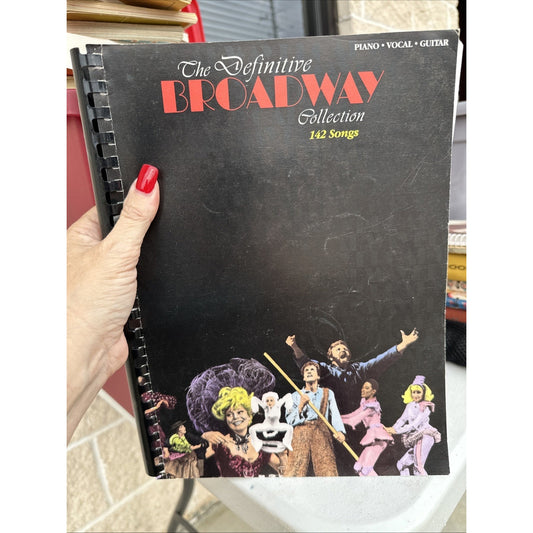 PIANO • VOCAL • GUITAR
The Definitive
BROADWAY
Collection
142 Songs